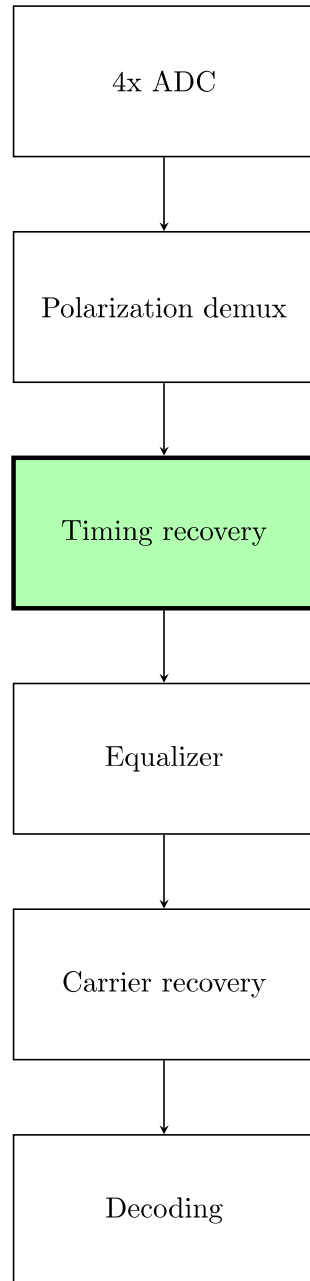 4x ADC
Polarization demux
Timing recovery
Equalizer
Carrier recovery
Decoding